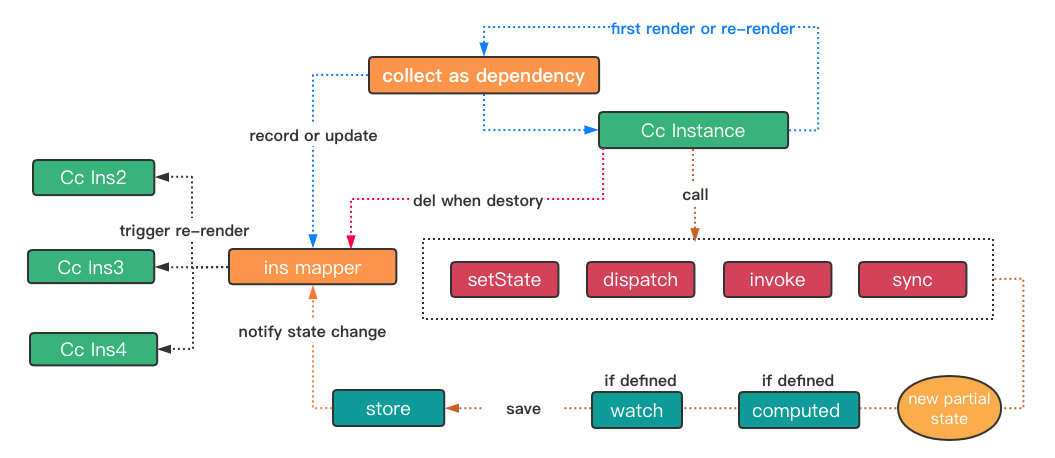 first render or re-render
collect as dependency
Cc Instance
record or update
Cc Ins2
call
del when destory
trigger re-render
Cc Ins3
ins mapper
setState
dispatch
invoke
sync
notify state change
Cc Ins4
if defined
if defined
store
save
watch
computed
new partial
state